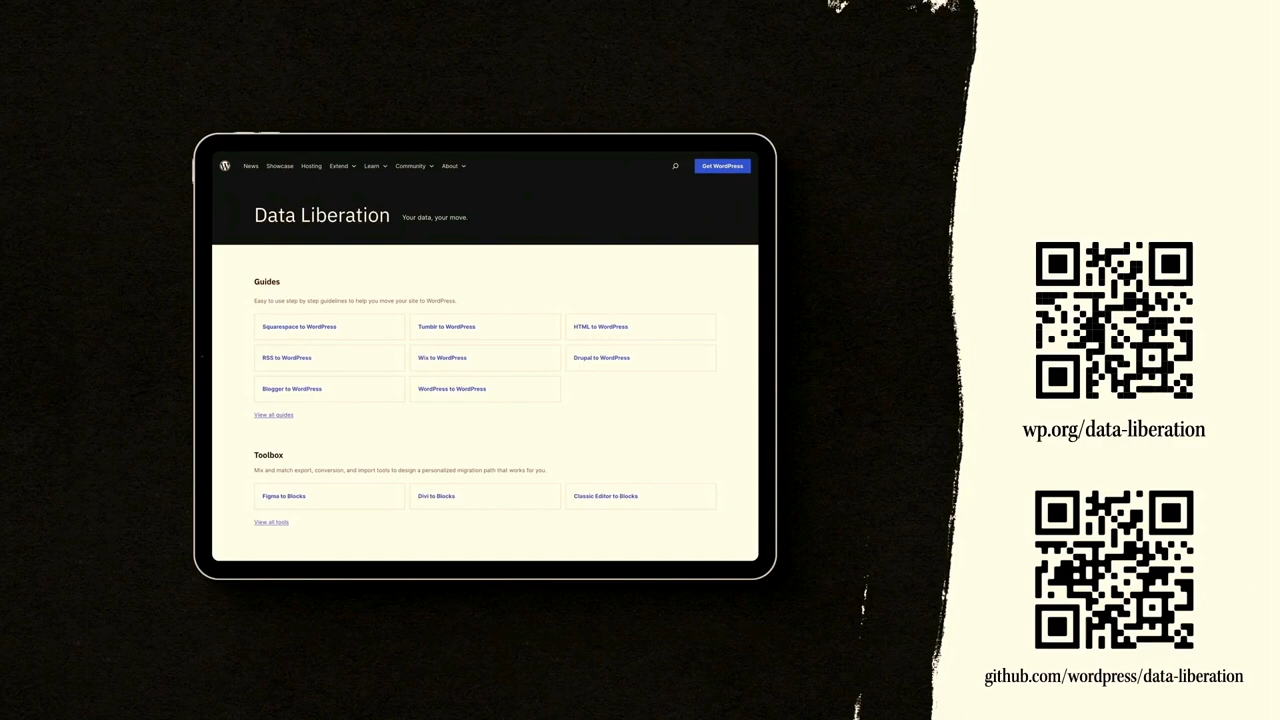 News Showcase Hosting Extend Learn Community About Get WordPress
Data Liberation Your data, your move.
Guides
Easy to use step by step guidelines to help you move your site to WordPress.
Squarespace to WordPress Tumblr to WordPress HTML to WordPress
RSS to WordPress Wix to WordPress Drupal to WordPress
Blogger to WordPress WordPress to WordPress
View all guides
Toolbox
Mix and match export, conversion, and import tools to design a personalized migration path that works for you.
Figma to Blocks Divi to Blocks Classic Editor to Blocks
View all tools
wp.org/data-liberation
github.com/wordpress/data-liberation